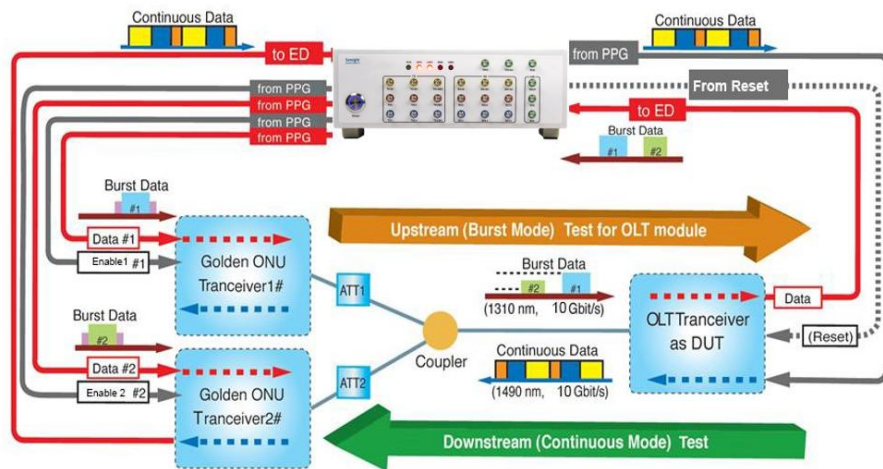 Continuous Data
Continuous Data
to ED
from PPG
From Reset
from PPG
from PPG
from PPG
from PPG
to ED
#1
#2
Burst Data
Burst Data
#1
Data #1
Enable1 #1
Golden ONU
Tranceiver1#
Upstream (Burst Mode) Test for OLT module
ATT1
Burst Data
#2
#1
(1310 nm, 10 Gbit/s)
Data
OLT Tranceiver
as DUT
(Reset)
Burst Data
#2
Data #2
Enable 2 #2
Golden ONU
Tranceiver2#
ATT2
Coupler
Continuous Data
(1490 nm, 10 Gbit/s)
Downstream (Continuous Mode) Test